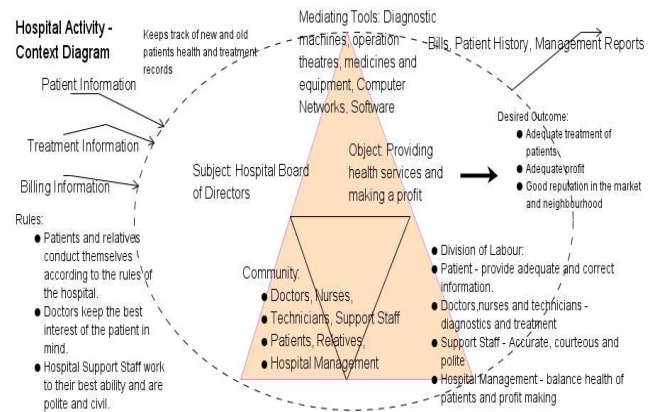 Hospital Activity -
Context Diagram
Keeps track of new and old
patients health and treatment
records
Mediating Tools: Diagnostic
machines, operation
theatres, medicines and
equipment, Computer
Networks, Software
Bills, Patient History, Management Reports
Patient Information
Treatment Information
Billing Information
Subject: Hospital Board
of Directors
Object: Providing
health services and
making a profit
Desired Outcome:
● Adequate treatment of
patients
● Adequate profit
● Good reputation in the market
and neighbourhood
Rules:
● Patients and relatives
conduct themselves
according to the rules of
the hospital.
● Doctors keep the best
interest of the patient in
mind.
● Hospital Support Staff work
to their best ability and are
polite and civil.
Community:
● Doctors, Nurses,
● Technicians, Support Staff
● Patients, Relatives,
● Hospital Management
● Division of Labour:
● Patient - provide adequate and correct
information.
● Doctors,nurses and technicians -
diagnostics and treatment
● Support Staff - Accurate, courteous and
polite
● Hospital Management - balance health of
patients and profit making